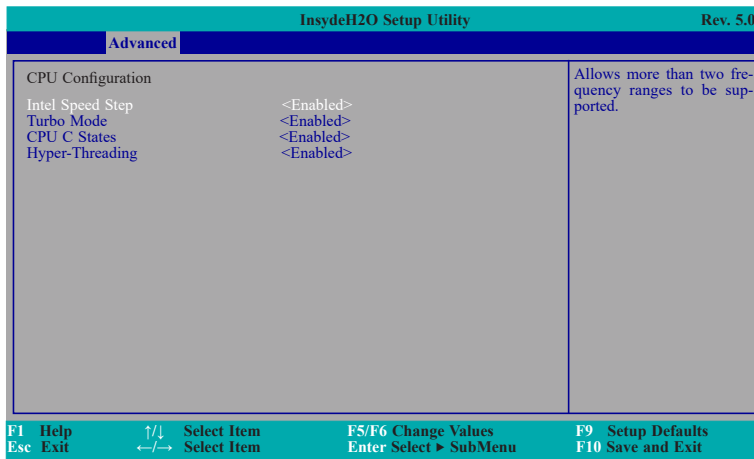 InsydeH2O Setup Utility Rev. 5.0
Advanced
CPU Configuration
Intel Speed Step <Enabled>
Turbo Mode <Enabled>
CPU C States <Enabled>
Hyper-Threading <Enabled>
Allows more than two fre-
quency ranges to be sup-
ported.
F1 Help ↑/↓ Select Item F5/F6 Change Values F9 Setup Defaults
Esc Exit ←/→ Select Item Enter Select ► SubMenu F10 Save and Exit